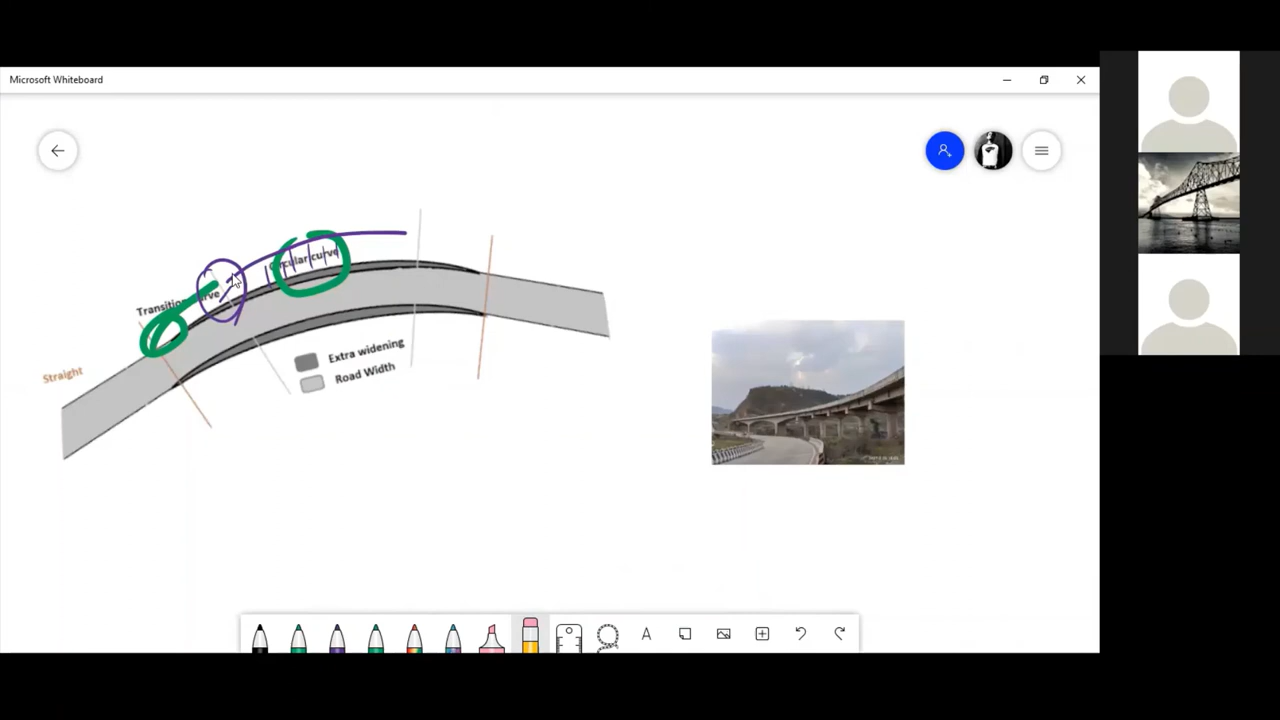 Microsoft Whiteboard
Circular curve
Transition curve
Straight
Extra widening
Road Width
A